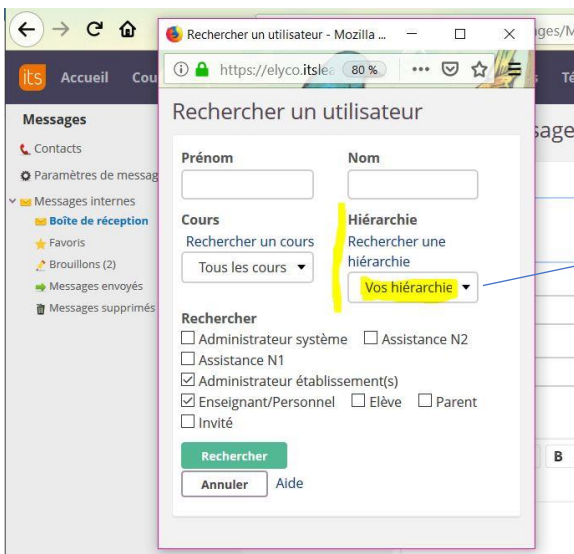 Rechercher un utilisateur - Mozilla ...
https://elyco.itslea 80 % ...
ages/M
its Accueil Cou
Té
Messages
Contacts
Paramètres de messag
Messages internes
Boîte de réception
Favoris
Brouillons (2)
Messages envoyés
Messages supprimés
Rechercher un utilisateur
sage
Prénom Nom
Cours Hiérarchie
Rechercher un cours Rechercher une
hiérarchie
Tous les cours Vos hiérarchie
Rechercher
Administrateur système Assistance N2
Assistance N1
Administrateur établissement(s)
Enseignant/Personnel Elève Parent
Invité
Rechercher
Annuler Aide
B